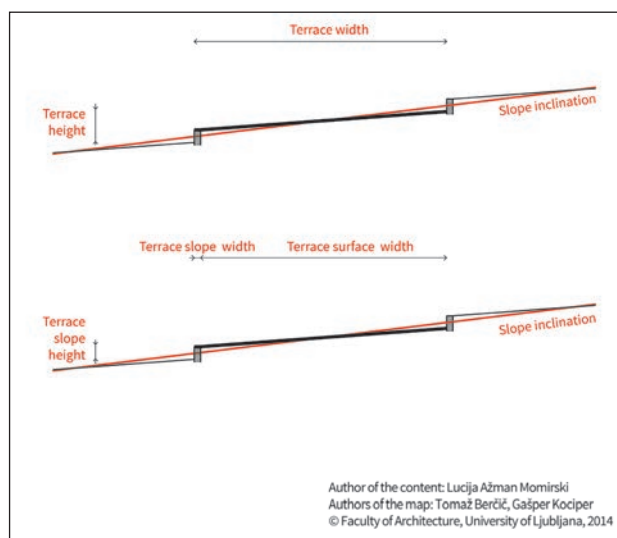 Terrace width
Terrace
height
Slope inclination
Terrace slope width
Terrace surface width
Terrace
slope
height
Slope inclination
Author of the content: Lucija Ažman Momirski
Authors of the map: Tomaž Berčič, Gašper Kociper
© Faculty of Architecture, University of Ljubljana, 2014